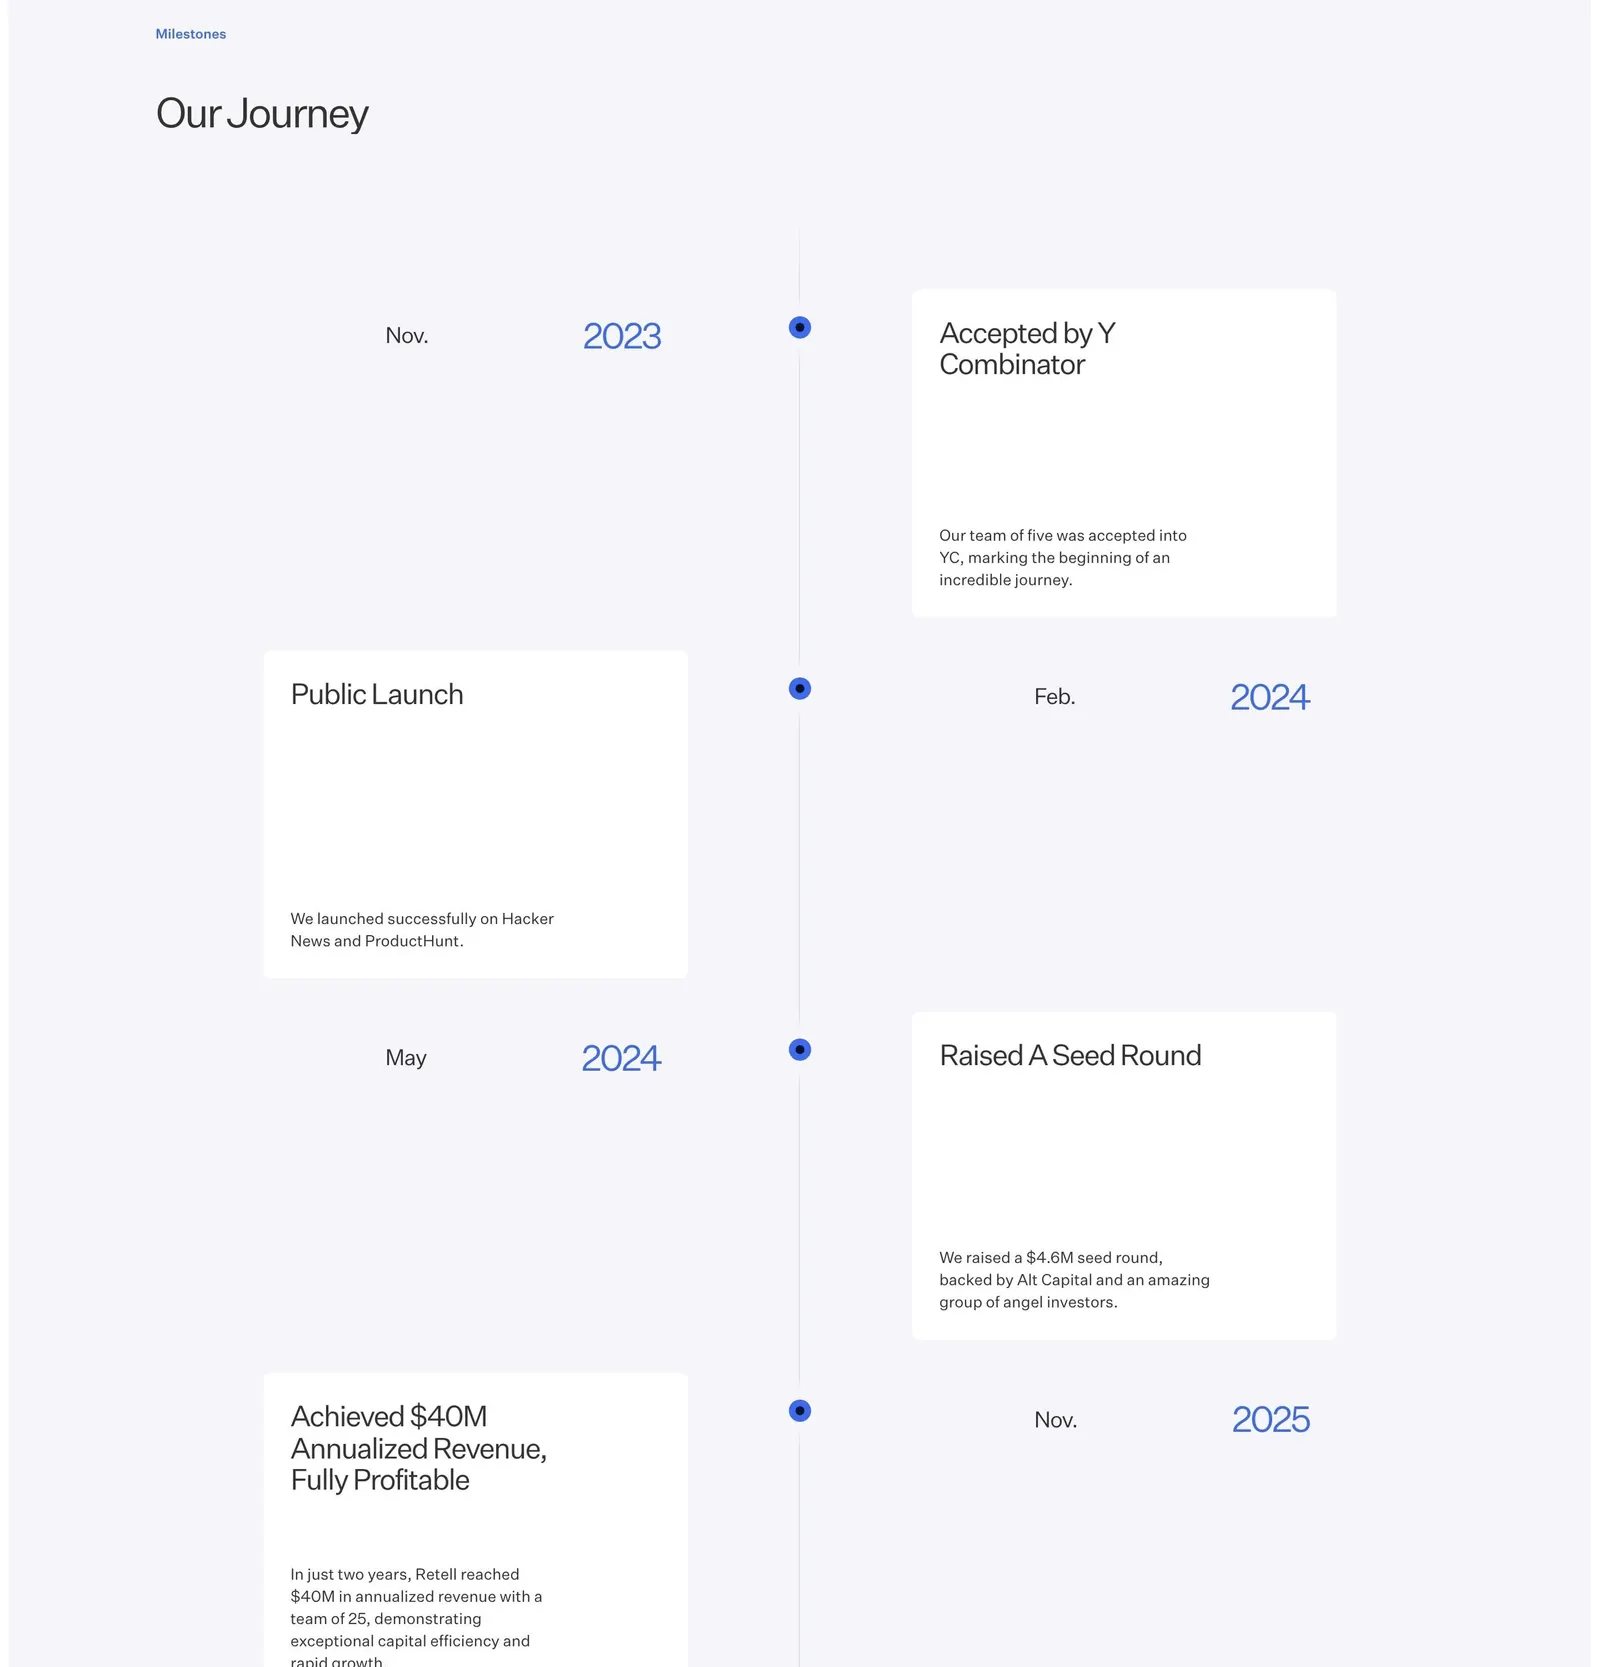 Milestones
Our Journey
Nov.
2023
Accepted by Y
Combinator
Our team of five was accepted into
YC, marking the beginning of an
incredible journey.
Public Launch
We launched successfully on Hacker
News and ProductHunt.
Feb.
2024
May
2024
Raised A Seed Round
We raised a $4.6M seed round,
backed by Alt Capital and an amazing
group of angel investors.
Achieved $40M
Annualized Revenue,
Fully Profitable
In just two years, Retell reached
$40M in annualized revenue with a
team of 25, demonstrating
exceptional capital efficiency and
rapid growth
Nov.
2025